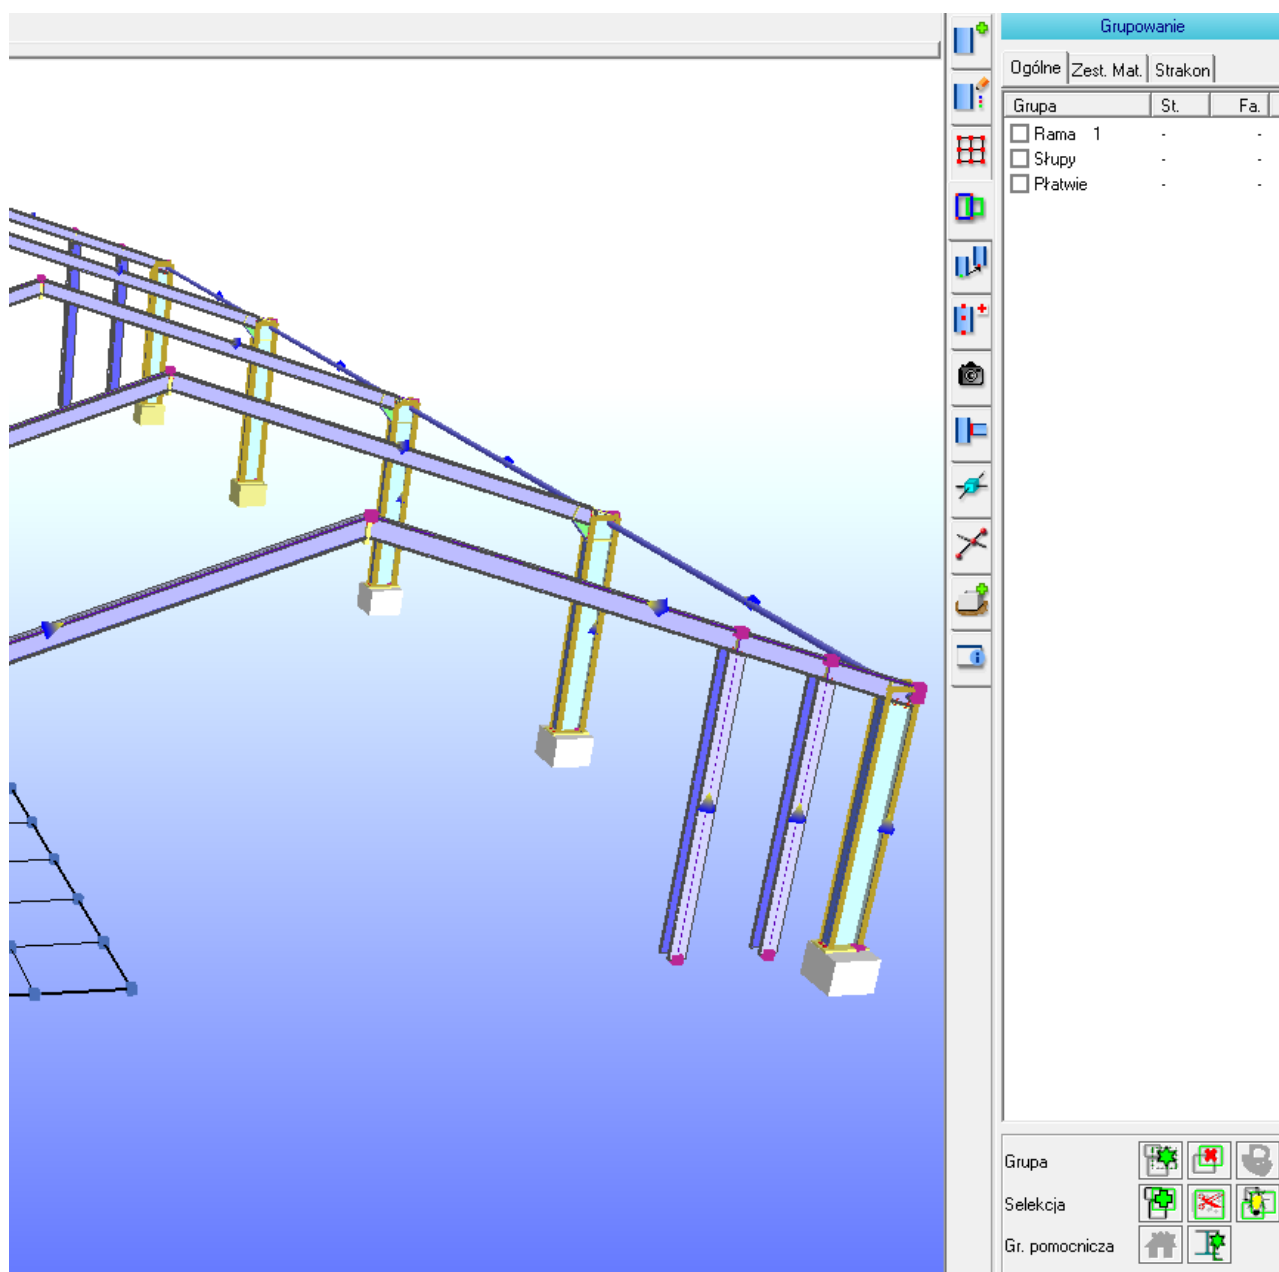 Grupowanie
Ogólne Zest. Mat. Strakon
Grupa St. Fa.
Rama 1 - -
Słupy - -
Płatwie - -
Grupa
Selekcja
Gr. pomocnicza